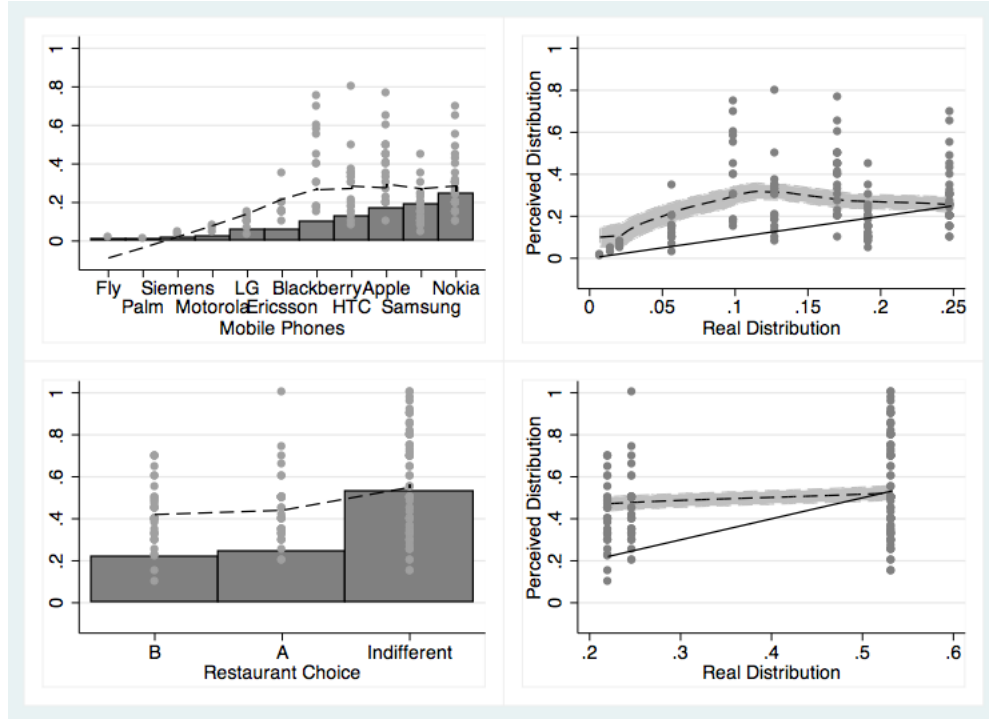 1
.8
.6
.4
.2
0
Fly Siemens LG Blackberry Apple Nokia
Palm Motorola Ericsson HTC Samsung
Mobile Phones
Perceived Distribution
1
.8
.6
.4
.2
0
0 .05 .1 .15 .2 .25
Real Distribution
1
.8
.6
.4
.2
0
B A Indifferent
Restaurant Choice
Perceived Distribution
1
.8
.6
.4
.2
0
.2 .3 .4 .5 .6
Real Distribution